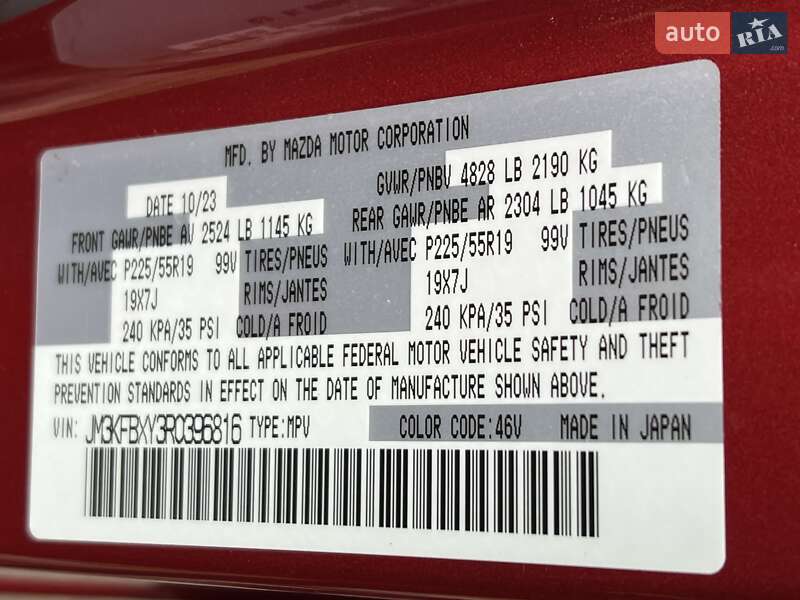 auto RIA .com
MFD. BY MAZDA MOTOR CORPORATION
DATE 10/23 GVWR/PNBV 4828 LB 2190 KG
FRONT GAWR/PNBE AV 2524 LB 1145 KG REAR GAWR/PNBE AR 2304 LB 1045 KG
WITH/AVEC P225/55R19 99V TIRES/PNEUS WITH/AVEC P225/55R19 99V TIRES/PNEUS
19X7J RIMS/JANTES 19X7J RIMS/JANTES
240 KPA/35 PSI COLD/A FROID 240 KPA/35 PSI COLD/A FROID
THIS VEHICLE CONFORMS TO ALL APPLICABLE FEDERAL MOTOR VEHICLE SAFETY AND THEFT
PREVENTION STANDARDS IN EFFECT ON THE DATE OF MANUFACTURE SHOWN ABOVE.
VIN: JM3KFBXY3R0396816 TYPE:MPV COLOR CODE:46V MADE IN JAPAN